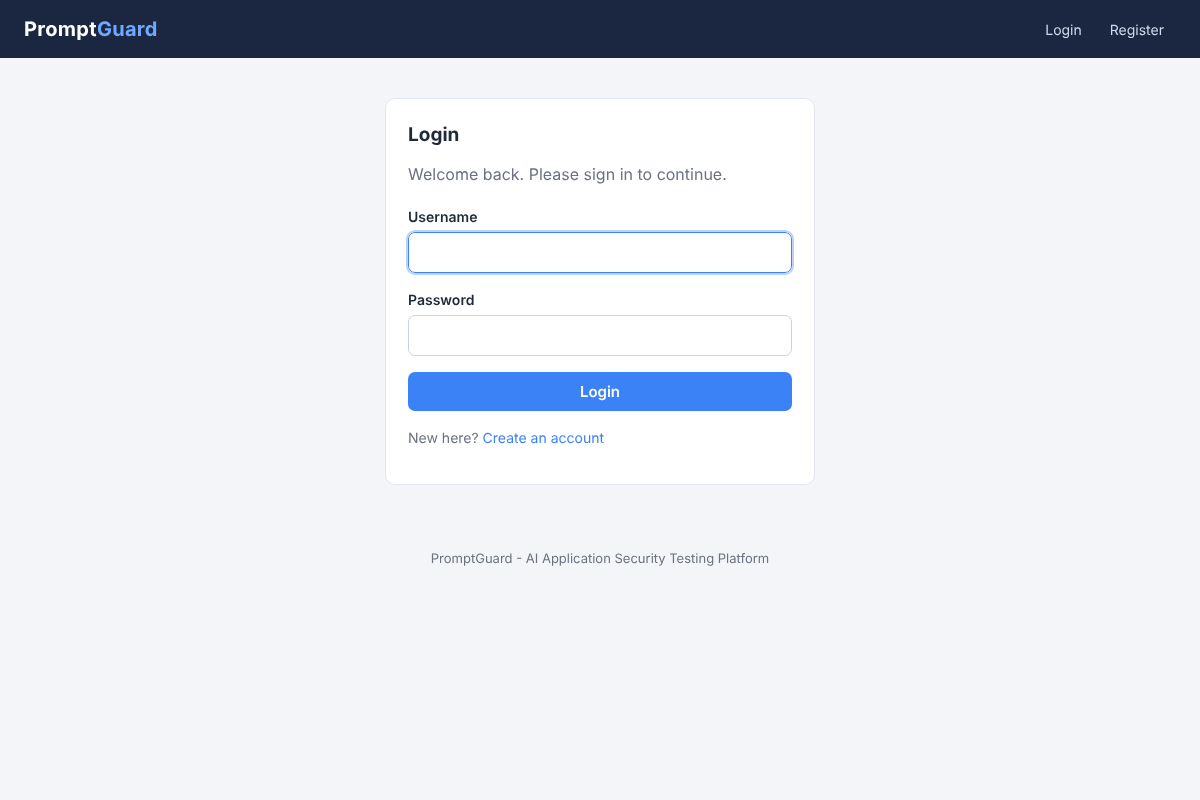 PromptGuard
Login
Register
Login
Welcome back. Please sign in to continue.
Username
Password
Login
New here? Create an account
PromptGuard - AI Application Security Testing Platform